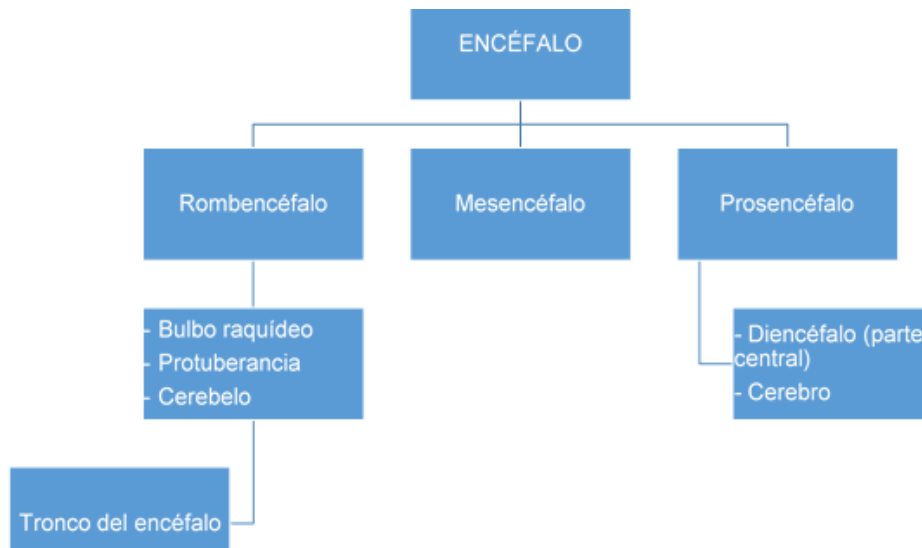 ENCÉFALO
Rombencéfalo
Mesencéfalo
Prosencéfalo
- Bulbo raquídeo
- Protuberancia
- Cerebelo
- Diencéfalo (parte
central)
- Cerebro
Tronco del encéfalo